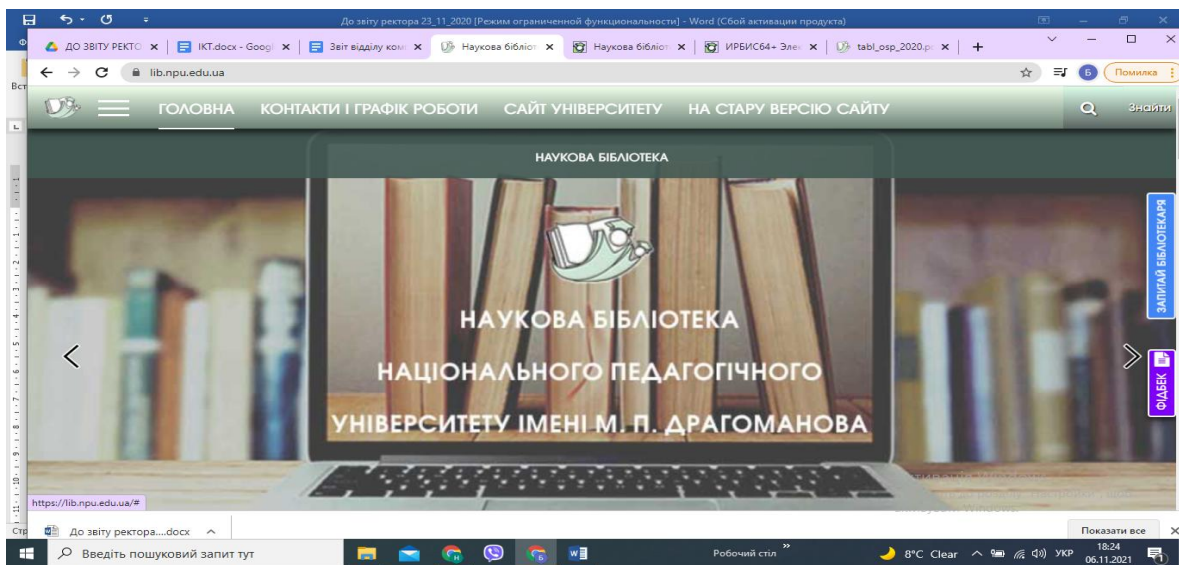 До звіту ректора 23_11_2020 [Режим ограниченной функциональности] - Word (Сбой активации продукта)
ДО ЗВІТУ РЕКТО
ІКТ.docx - Googl
Звіт відділу ком
Наукова бібліот
Наукова бібліот
ИРБИС64+ Элек
tabl_osp_2020.pc
lib.npu.edu.ua
Б
Помилка
Вст
ГОЛОВНА
КОНТАКТИ І ГРАФІК РОБОТИ
САЙТ УНІВЕРСИТЕТУ
НА СТАРУ ВЕРСІЮ САЙТУ
Знайти
НАУКОВА БІБЛІОТЕКА
ЗАПИТАЙ БІБЛІОТЕКАРЯ
НАУКОВА БІБЛІОТЕКА
НАЦІОНАЛЬНОГО ПЕДАГОГІЧНОГО
УНІВЕРСИТЕТУ ІМЕНІ М. П. ДРАГОМАНОВА
ФІДБЕК
https://lib.npu.edu.ua/#
Стр
До звіту ректора....docx
Показати все
Введіть пошуковий запит тут
Робочий стіл
8°C Clear
УКР
18:24
06.11.2021